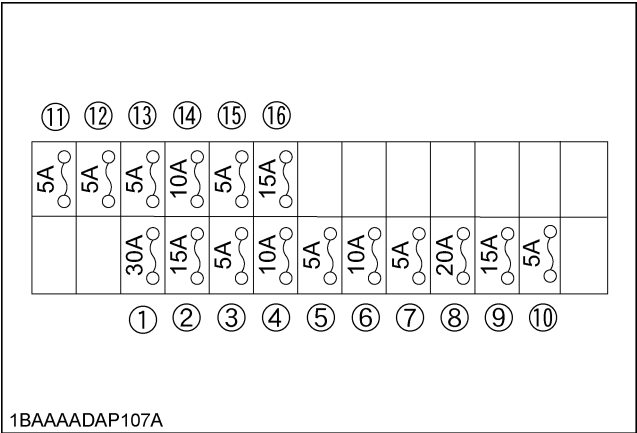 ⑪ ⑫ ⑬ ⑭ ⑮ ⑯
5A 5A 5A 10A 5A 15A
30A 15A 5A 10A 5A 10A 5A 20A 15A 5A
① ② ③ ④ ⑤ ⑥ ⑦ ⑧ ⑨ ⑩
1BAAAADAP107A